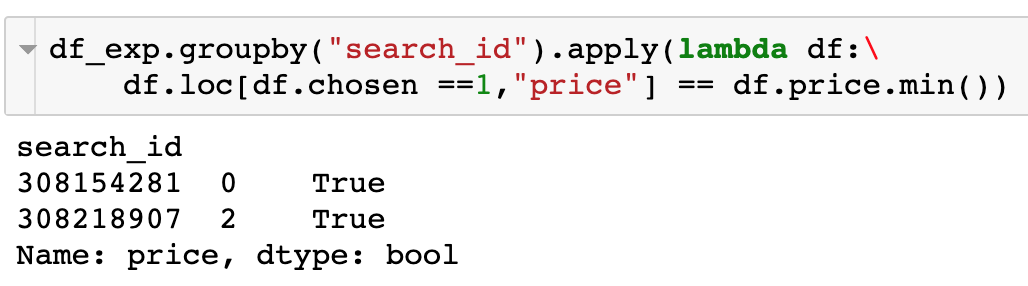 df_exp.groupby("search_id").apply(lambda df:\
    df.loc[df.chosen ==1,"price"] == df.price.min())
search_id
308154281  0    True
308218907  2    True
Name: price, dtype: bool